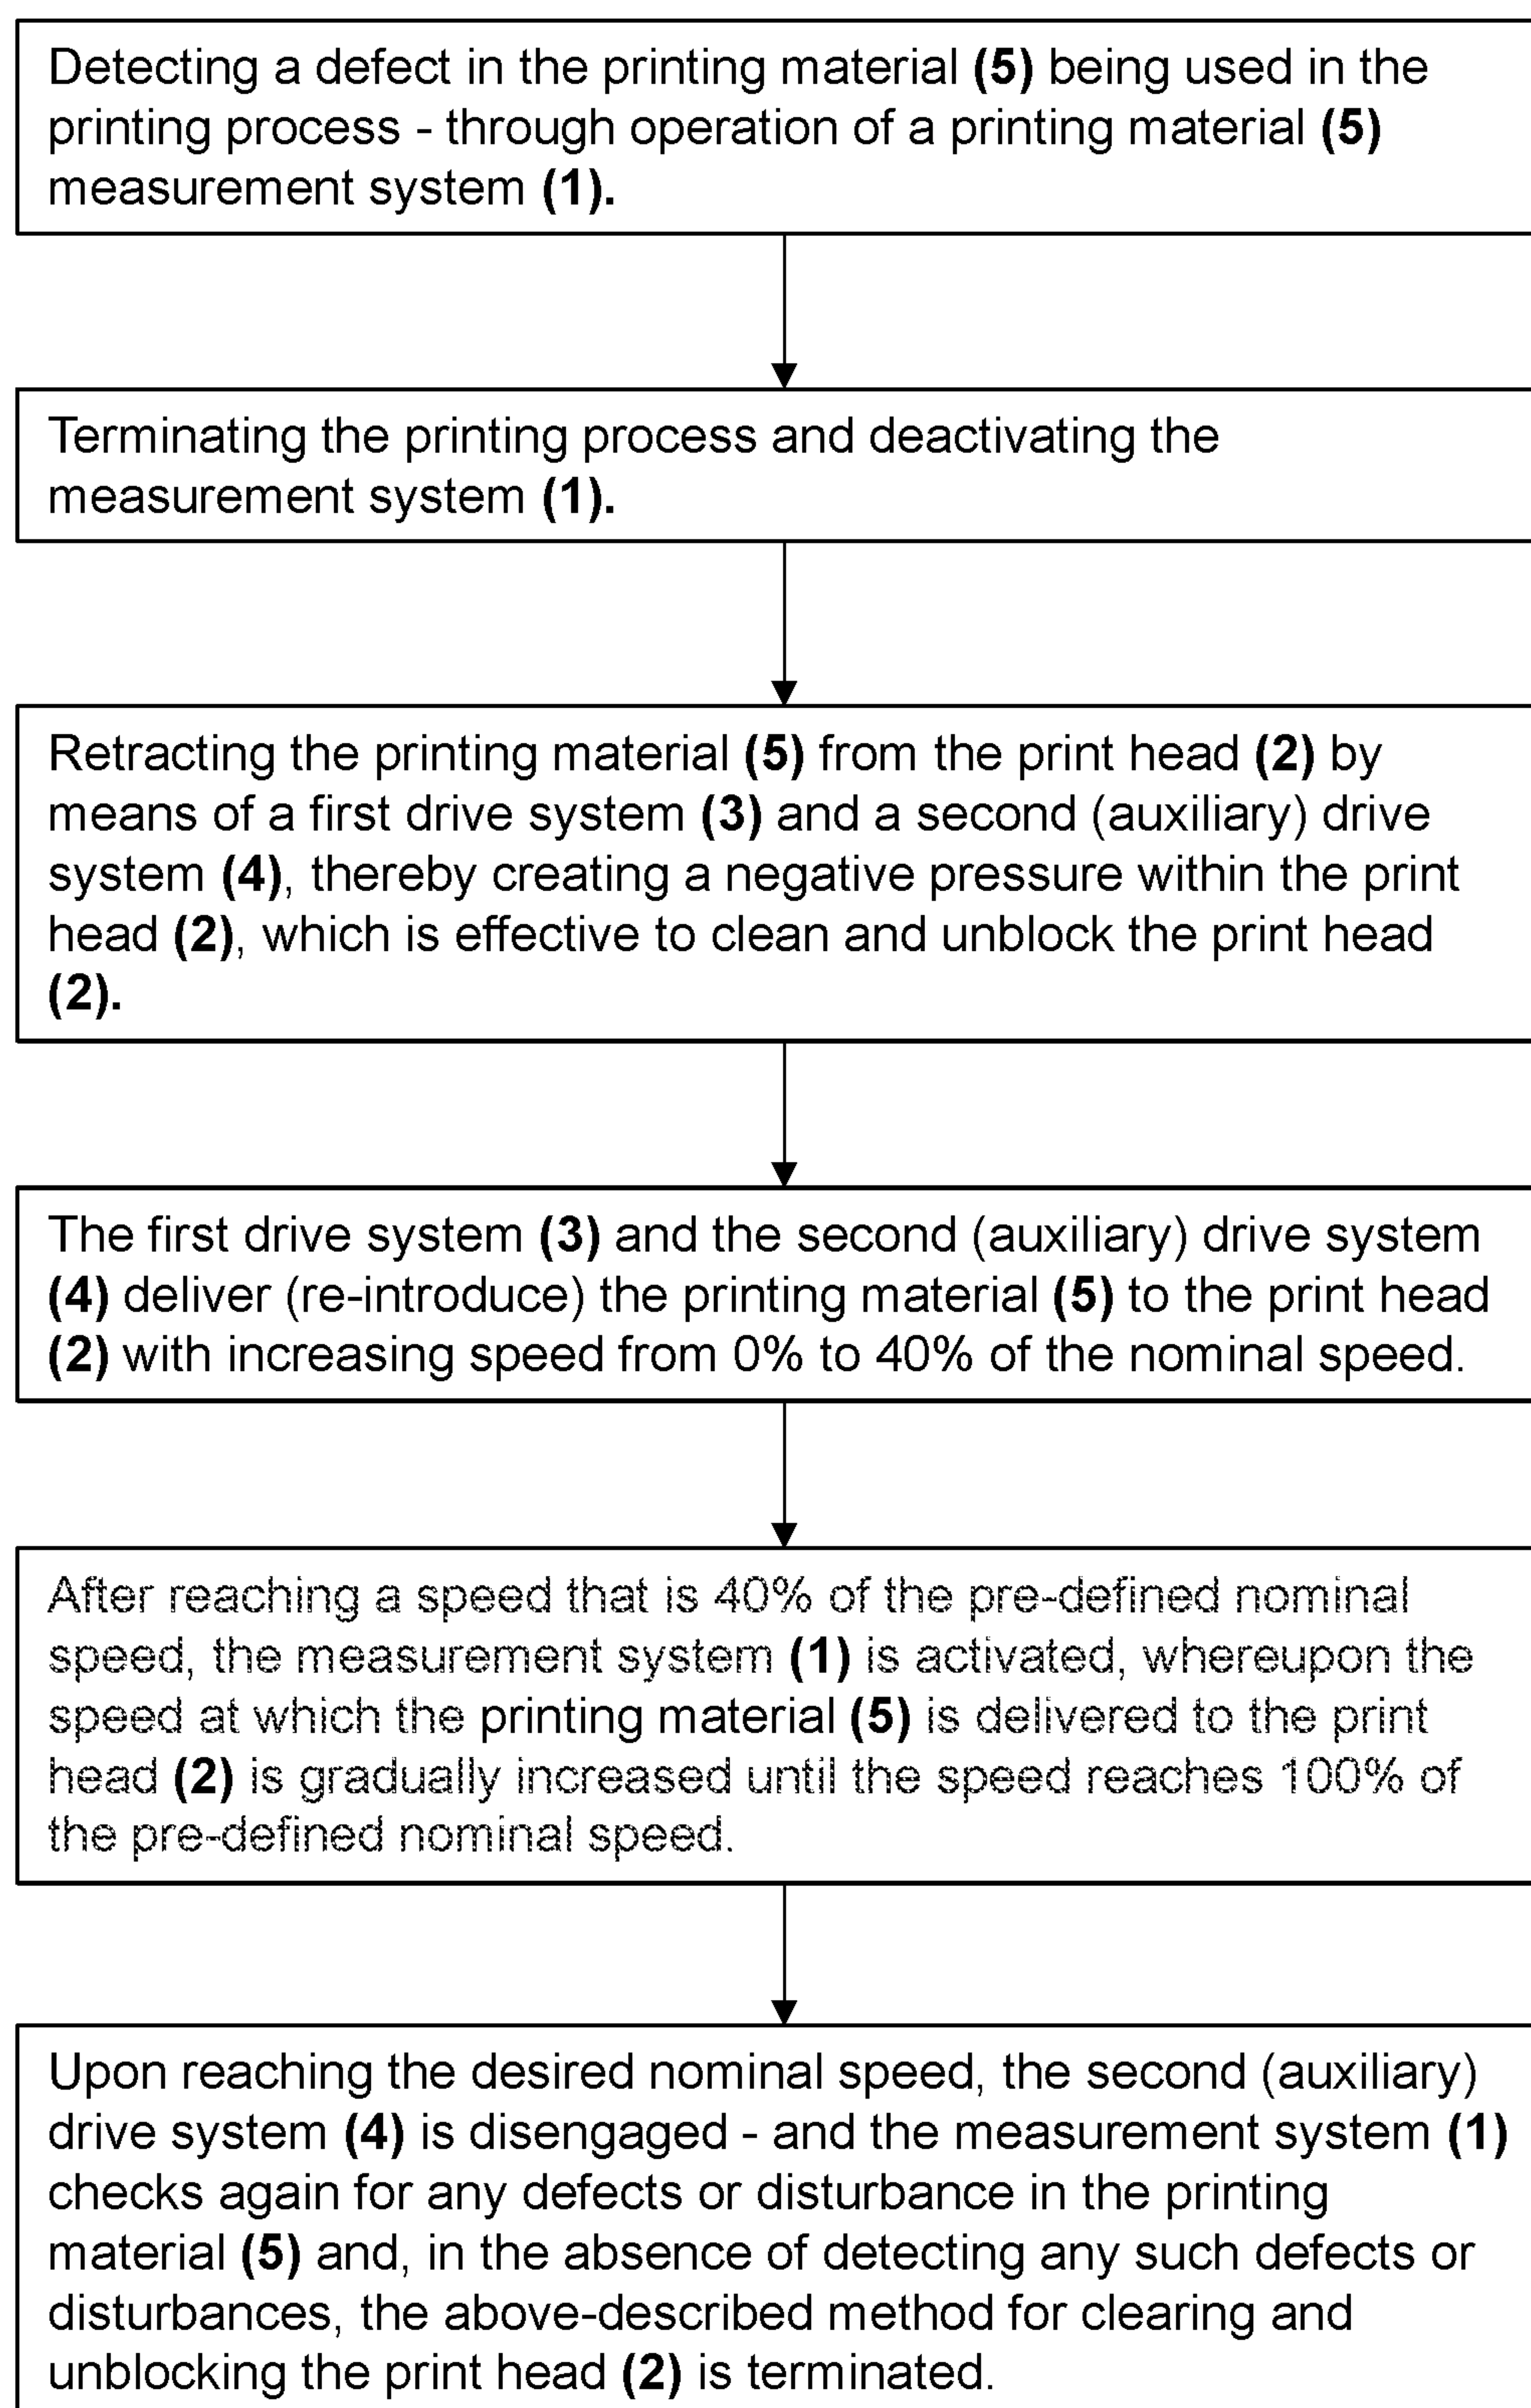 Detecting a defect in the printing material (5) being used in the
printing process - through operation of a printing material (5)
measurement system (1).
Terminating the printing process and deactivating the
measurement system (1).
Retracting the printing material (5) from the print head (2) by
means of a first drive system (3) and a second (auxiliary) drive
system (4), thereby creating a negative pressure within the print
head (2), which is effective to clean and unblock the print head
(2).
The first drive system (3) and the second (auxiliary) drive system
(4) deliver (re-introduce) the printing material (5) to the print head
(2) with increasing speed from 0% to 40% of the nominal speed.
After reaching a speed that is 40% of the pre-defined nominal
speed, the measurement system (1) is activated, whereupon the
speed at which the printing material (5) is delivered to the print
head (2) is gradually increased until the speed reaches 100% of
the pre-defined nominal speed.
Upon reaching the desired nominal speed, the second (auxiliary)
drive system (4) is disengaged - and the measurement system (1)
checks again for any defects or disturbance in the printing
material (5) and, in the absence of detecting any such defects or
disturbances, the above-described method for clearing and
unblocking the print head (2) is terminated.